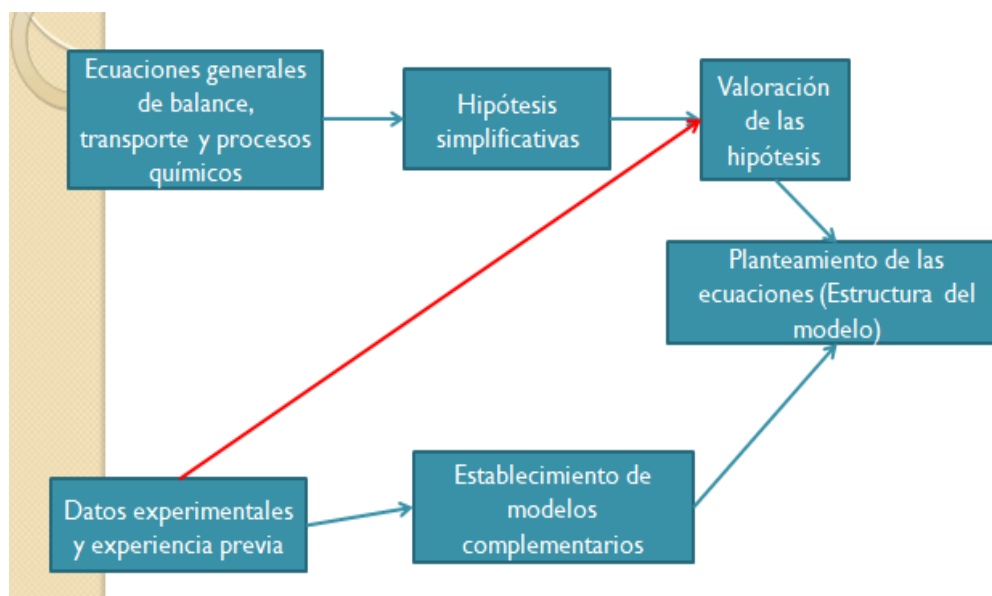 Ecuaciones generales
de balance,
transporte y procesos
químicos
Hipótesis
simplificativas
Valoración
de las
hipótesis
Planteamiento de las
ecuaciones (Estructura del
modelo)
Establecimiento de
modelos
complementarios
Datos experimentales
y experiencia previa